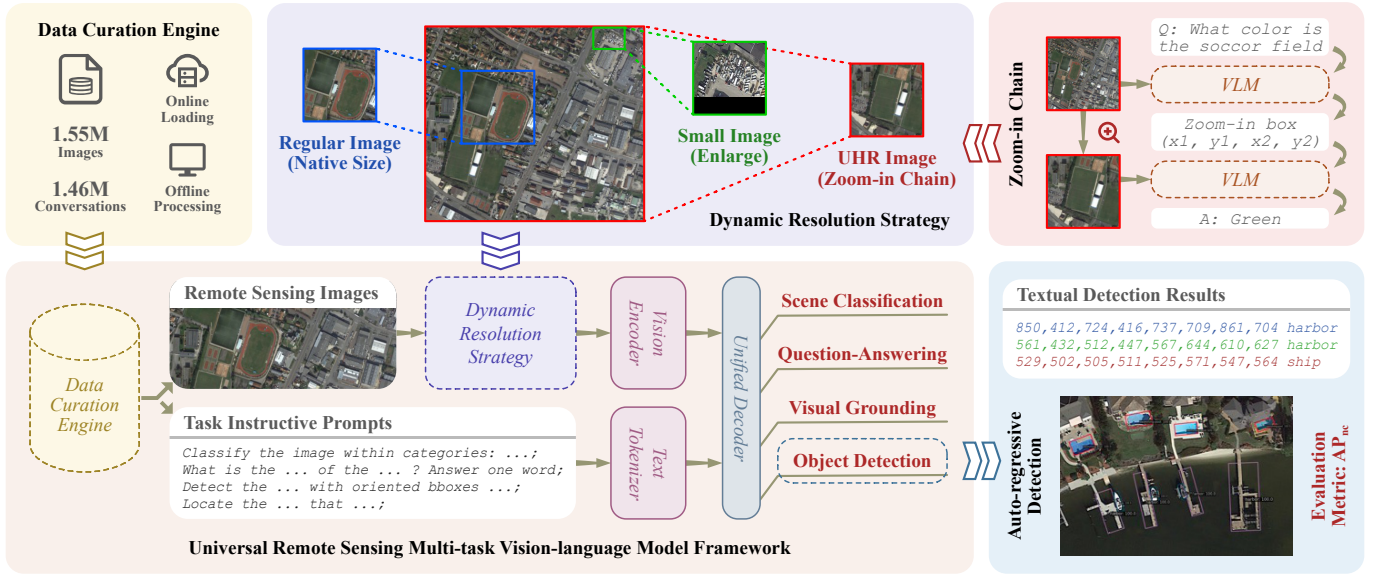 Data Curation Engine
1.55M
Images
1.46M
Conversations
Online
Loading
Offline
Processing
Regular Image
(Native Size)
Small Image
(Enlarge)
UHR Image
(Zoom-in Chain)
Dynamic Resolution Strategy
Zoom-in Chain
Q: What color is
the soccor field
VLM
Zoom-in box
(x1, y1, x2, y2)
VLM
A: Green
Data
Curation
Engine
Remote Sensing Images
Task Instructive Prompts
Classify the image within categories: ...;
What is the ... of the ... ? Answer one word;
Detect the ... with oriented bboxes ...;
Locate the ... that ...;
Dynamic
Resolution
Strategy
Vision
Encoder
Text
Tokenizer
Unified Decoder
Scene Classification
Question-Answering
Visual Grounding
Object Detection
Universal Remote Sensing Multi-task Vision-language Model Framework
Auto-regressive
Detection
Textual Detection Results
850,412,724,416,737,709,861,704 harbor
561,432,512,447,567,644,610,627 harbor
529,502,505,511,525,571,547,564 ship
Evaluation
Metric: APnc